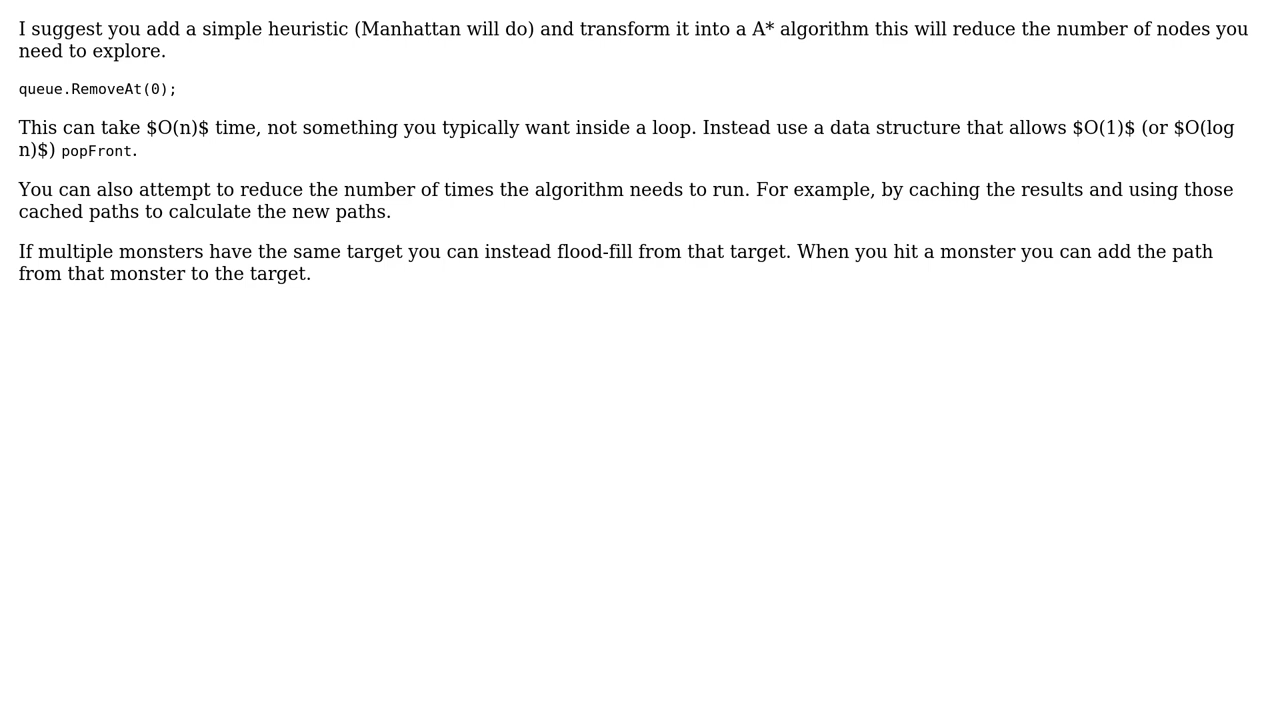 I suggest you add a simple heuristic (Manhattan will do) and transform it into a A* algorithm this will reduce the number of nodes you
need to explore.
queue.RemoveAt(0);
This can take $O(n)$ time, not something you typically want inside a loop. Instead use a data structure that allows $O(1)$ (or $O(log
n)$) popFront.
You can also attempt to reduce the number of times the algorithm needs to run. For example, by caching the results and using those
cached paths to calculate the new paths.
If multiple monsters have the same target you can instead flood-fill from that target. When you hit a monster you can add the path
from that monster to the target.